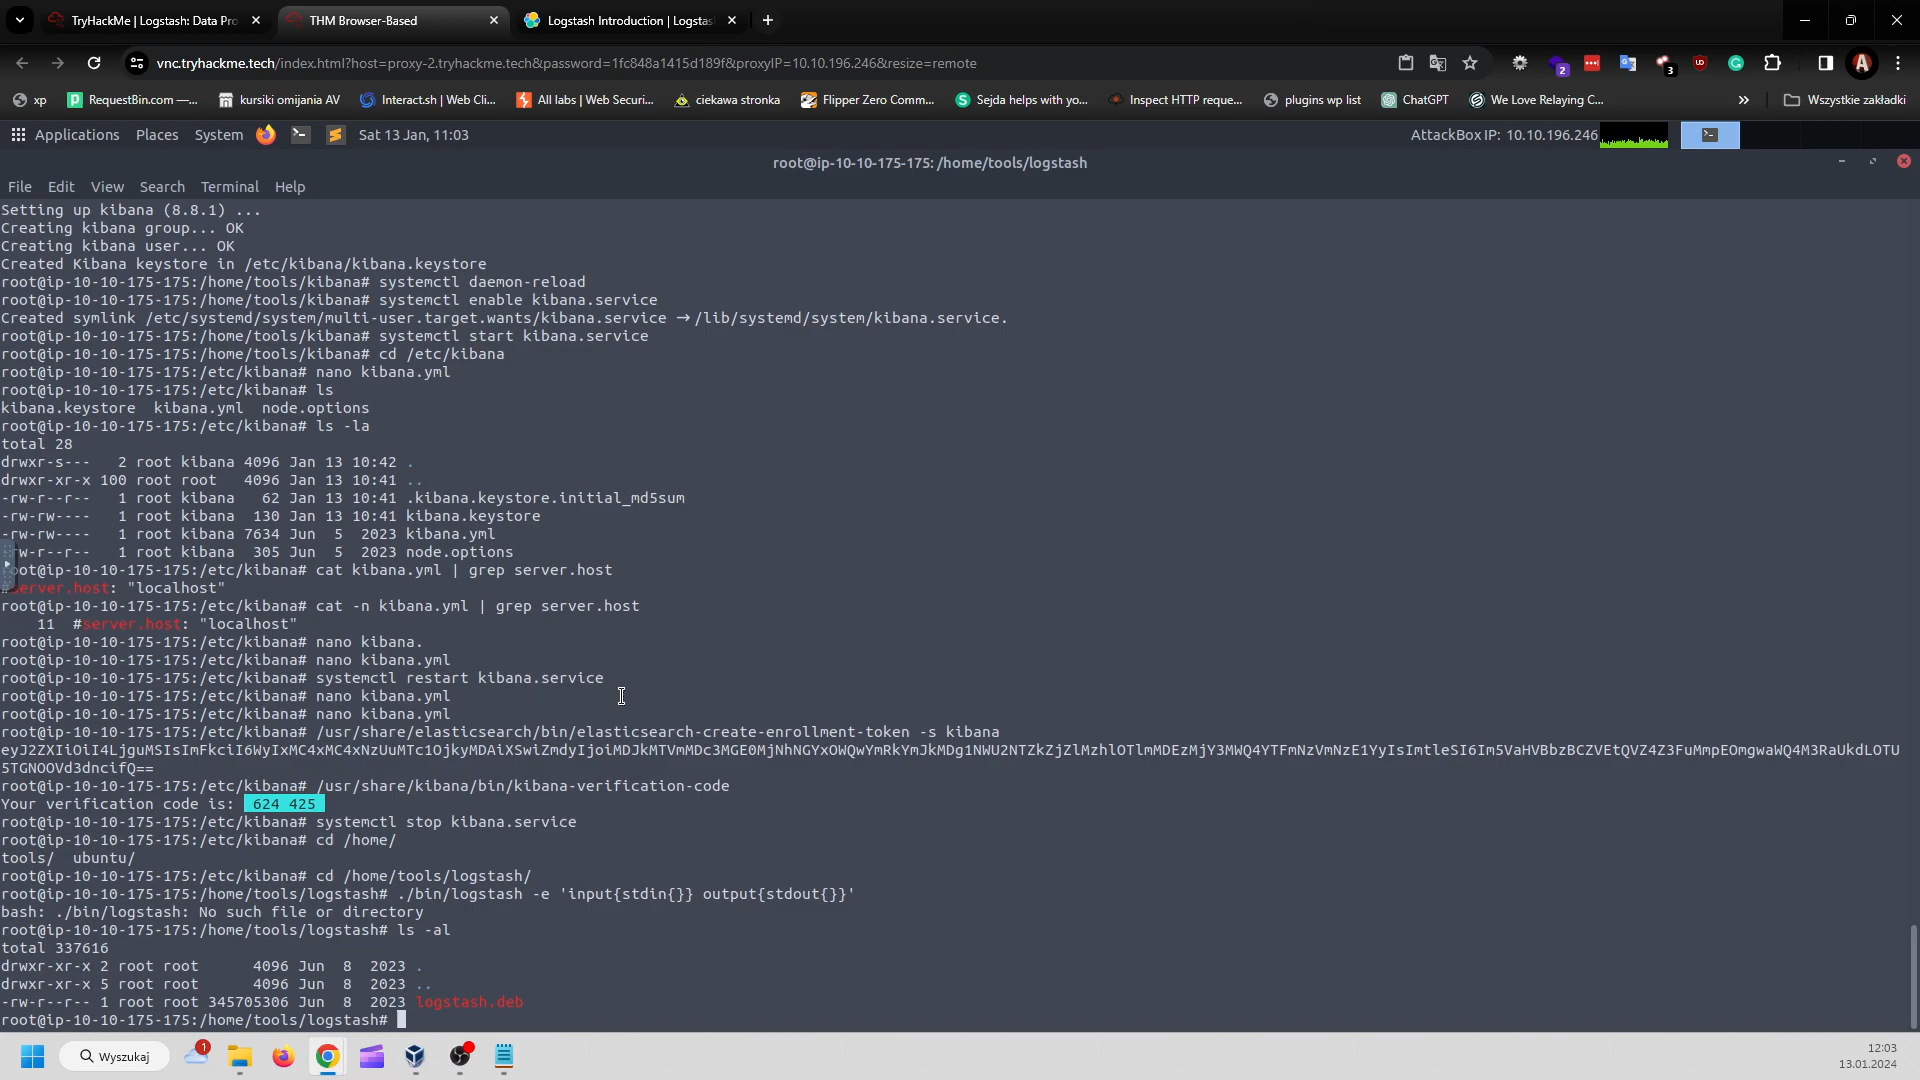 TryHackMe | Logstash: Data Pro
THM Browser-Based
Logstash Introduction | Logstas
vnc.tryhackme.tech/index.html?host=proxy-2.tryhackme.tech&password=1fc848a1415d189f&proxyIP=10.10.196.246&resize=remote
2
3
A
xp
RequestBin.com —...
kursiki omijania AV
Interact.sh | Web Cli...
All labs | Web Securi...
ciekawa stronka
Flipper Zero Comm...
Sejda helps with yo...
Inspect HTTP reque...
plugins wp list
ChatGPT
We Love Relaying C...
»
Wszystkie zakładki
Applications Places System Sat 13 Jan, 11:03 AttackBox IP: 10.10.196.246
root@ip-10-10-175-175: /home/tools/logstash
File Edit View Search Terminal Help
Setting up kibana (8.8.1) ...
Creating kibana group... OK
Creating kibana user... OK
Created Kibana keystore in /etc/kibana/kibana.keystore
root@ip-10-10-175-175:/home/tools/kibana# systemctl daemon-reload
root@ip-10-10-175-175:/home/tools/kibana# systemctl enable kibana.service
Created symlink /etc/systemd/system/multi-user.target.wants/kibana.service → /lib/systemd/system/kibana.service.
root@ip-10-10-175-175:/home/tools/kibana# systemctl start kibana.service
root@ip-10-10-175-175:/home/tools/kibana# cd /etc/kibana
root@ip-10-10-175-175:/etc/kibana# nano kibana.yml
root@ip-10-10-175-175:/etc/kibana# ls
kibana.keystore  kibana.yml  node.options
root@ip-10-10-175-175:/etc/kibana# ls -la
total 28
drwxr-s---   2 root kibana 4096 Jan 13 10:42 .
drwxr-xr-x 100 root root   4096 Jan 13 10:41 ..
-rw-r--r--   1 root kibana   62 Jan 13 10:41 .kibana.keystore.initial_md5sum
-rw-rw----   1 root kibana  130 Jan 13 10:41 kibana.keystore
-rw-rw----   1 root kibana 7634 Jun  5  2023 kibana.yml
w-r--r--   1 root kibana  305 Jun  5  2023 node.options
oot@ip-10-10-175-175:/etc/kibana# cat kibana.yml | grep server.host
#server.host: "localhost"
root@ip-10-10-175-175:/etc/kibana# cat -n kibana.yml | grep server.host
    11  #server.host: "localhost"
root@ip-10-10-175-175:/etc/kibana# nano kibana.
root@ip-10-10-175-175:/etc/kibana# nano kibana.yml
root@ip-10-10-175-175:/etc/kibana# systemctl restart kibana.service
root@ip-10-10-175-175:/etc/kibana# nano kibana.yml
root@ip-10-10-175-175:/etc/kibana# nano kibana.yml
root@ip-10-10-175-175:/etc/kibana# /usr/share/elasticsearch/bin/elasticsearch-create-enrollment-token -s kibana
eyJ2ZXIiOiI4LjguMSIsImFkciI6WyIxMC4xMC4xNzUuMTc1OjkyMDAiXSwiZmdyIjoiMDJkMTVmMDc3MGE0MjNhNGYxOWQwYmRkYmJkMDg1NWU2NTZkZjZlMzhlOTlmMDEzMjY3MWQ4YTFmNzVmNzE1YyIsImtleSI6Im5VaHVBbzBCZVEtQVZ4Z3FuMmpEOmgwaWQ4M3RaUkdLOTU
5TGNOOVd3dncifQ==
root@ip-10-10-175-175:/etc/kibana# /usr/share/kibana/bin/kibana-verification-code
Your verification code is:  624 425
root@ip-10-10-175-175:/etc/kibana# systemctl stop kibana.service
root@ip-10-10-175-175:/etc/kibana# cd /home/
tools/  ubuntu/
root@ip-10-10-175-175:/etc/kibana# cd /home/tools/logstash/
root@ip-10-10-175-175:/home/tools/logstash# ./bin/logstash -e 'input{stdin{}} output{stdout{}}'
bash: ./bin/logstash: No such file or directory
root@ip-10-10-175-175:/home/tools/logstash# ls -al
total 337616
drwxr-xr-x 2 root root      4096 Jun  8  2023 .
drwxr-xr-x 5 root root      4096 Jun  8  2023 ..
-rw-r--r-- 1 root root 345705306 Jun  8  2023 logstash.deb
root@ip-10-10-175-175:/home/tools/logstash#
Wyszukaj
1
12:03
13.01.2024